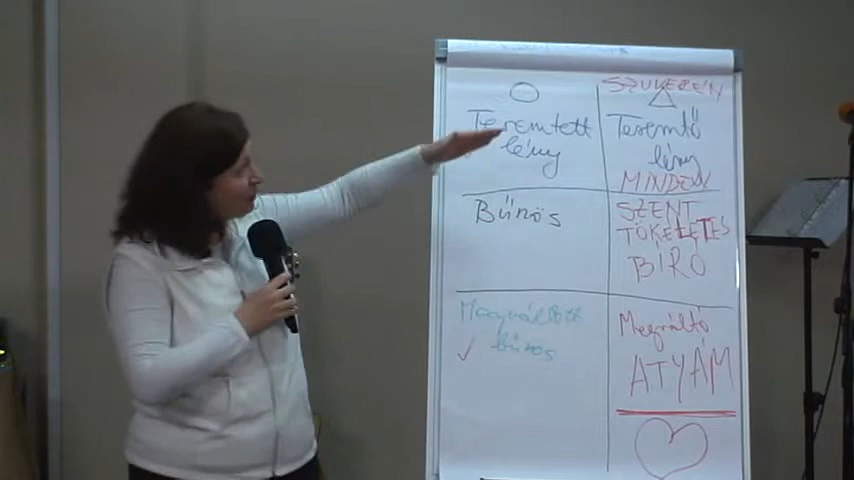 Teremtett
lény
Bűnös
Megváltott
bűnös
SZUVERÉN
Teremtő
lény
MINDEN
SZENT
TÖKÉLETES
BÍRÓ
Megváltó
ATYÁM